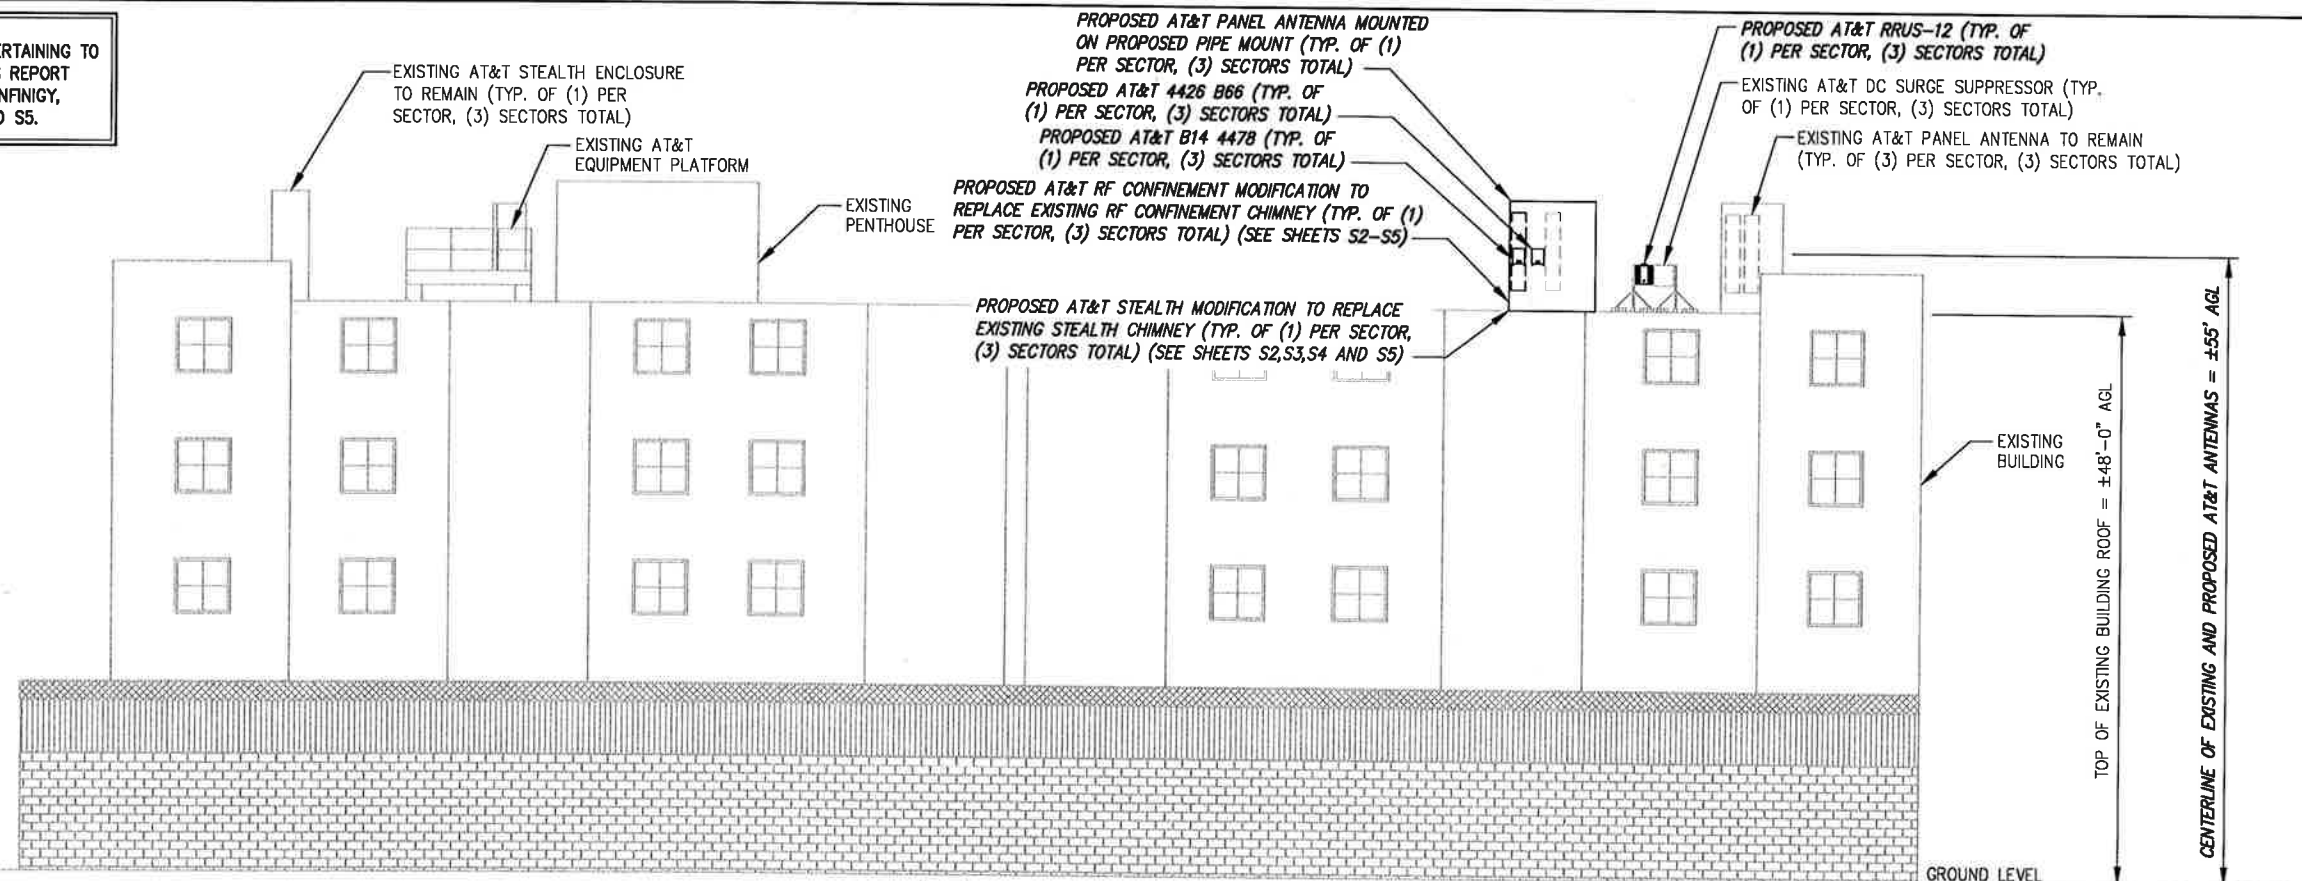 ERTAINING TO
REPORT
NFINIGY,
S5.
EXISTING AT&T STEALTH ENCLOSURE
TO REMAIN (TYP. OF (1) PER
SECTOR, (3) SECTORS TOTAL)
EXISTING AT&T
EQUIPMENT PLATFORM
EXISTING
PENTHOUSE
PROPOSED AT&T PANEL ANTENNA MOUNTED
ON PROPOSED PIPE MOUNT (TYP. OF (1)
PER SECTOR, (3) SECTORS TOTAL)
PROPOSED AT&T 4426 B66 (TYP. OF
(1) PER SECTOR, (3) SECTORS TOTAL)
PROPOSED AT&T B14 4478 (TYP. OF
(1) PER SECTOR, (3) SECTORS TOTAL)
PROPOSED AT&T RF CONFINEMENT MODIFICATION TO
REPLACE EXISTING RF CONFINEMENT CHIMNEY (TYP. OF (1)
PER SECTOR, (3) SECTORS TOTAL) (SEE SHEETS S2-S5)
PROPOSED AT&T STEALTH MODIFICATION TO REPLACE
EXISTING STEALTH CHIMNEY (TYP. OF (1) PER SECTOR,
(3) SECTORS TOTAL) (SEE SHEETS S2,S3,S4 AND S5)
PROPOSED AT&T RRUS-12 (TYP. OF
(1) PER SECTOR, (3) SECTORS TOTAL)
EXISTING AT&T DC SURGE SUPPRESSOR (TYP.
OF (1) PER SECTOR, (3) SECTORS TOTAL)
EXISTING AT&T PANEL ANTENNA TO REMAIN
(TYP. OF (3) PER SECTOR, (3) SECTORS TOTAL)
EXISTING
BUILDING
TOP OF EXISTING BUILDING ROOF = ±48'-0" AGL
CENTERLINE OF EXISTING AND PROPOSED AT&T ANTENNAS = ±55' AGL
GROUND LEVEL